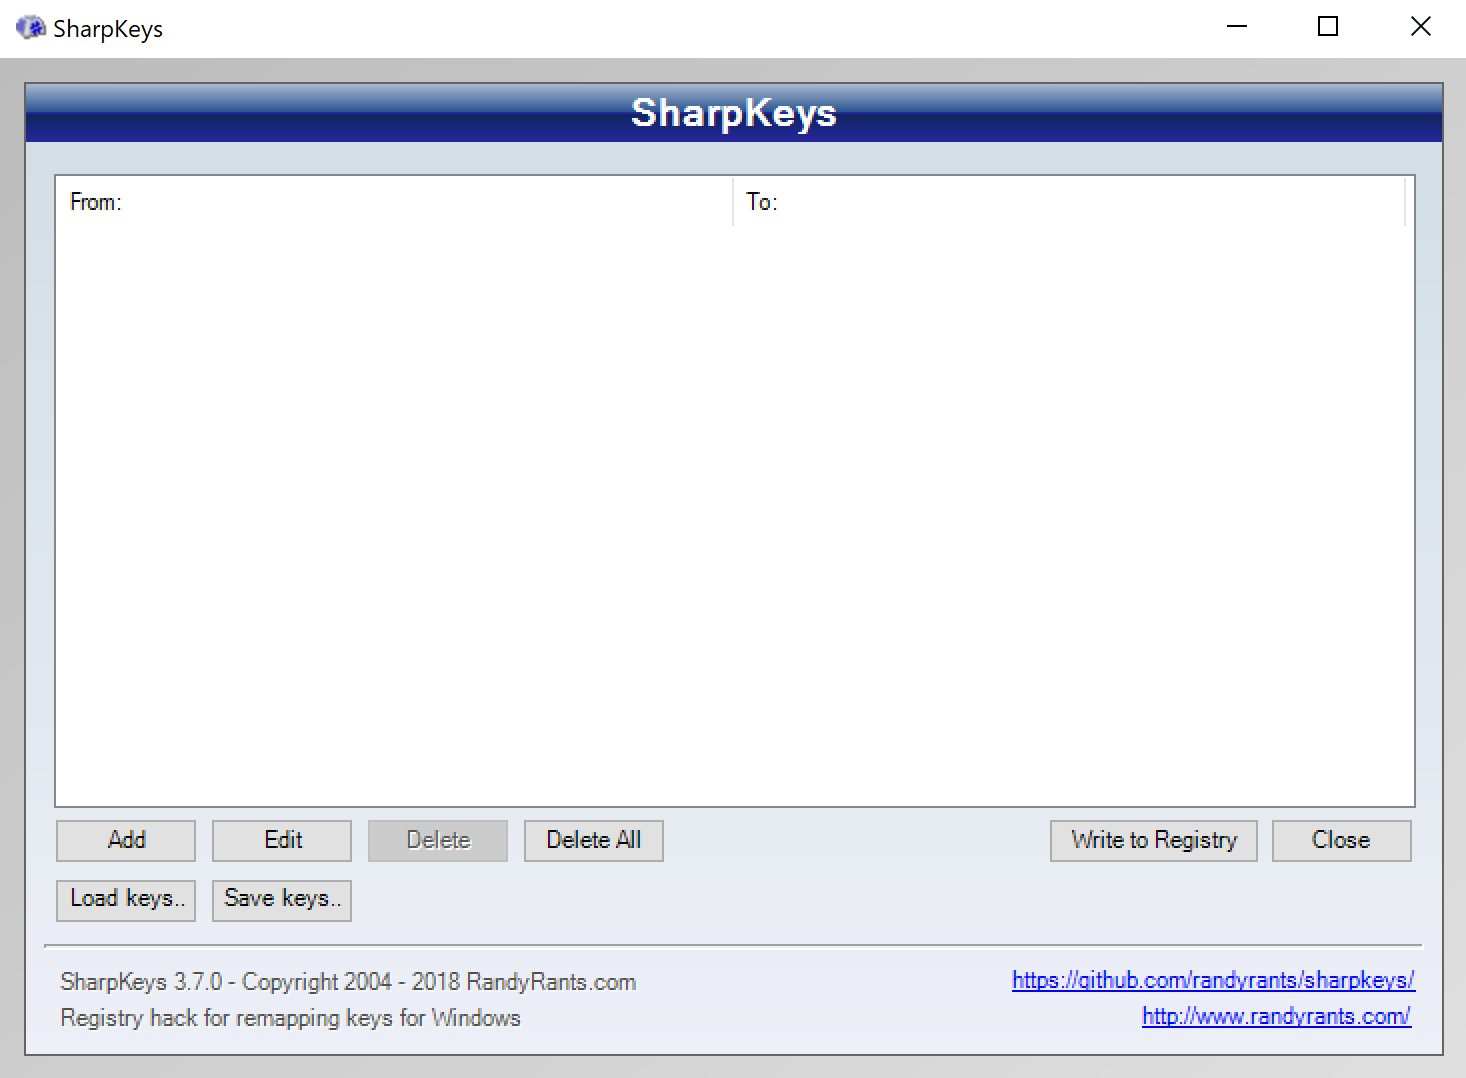 SharpKeys
SharpKeys
From: To:
Add Edit Delete Delete All Write to Registry Close
Load keys.. Save keys..
SharpKeys 3.7.0 - Copyright 2004 - 2018 RandyRants.com https://github.com/randyrants/sharpkeys/
Registry hack for remapping keys for Windows http://www.randyrants.com/